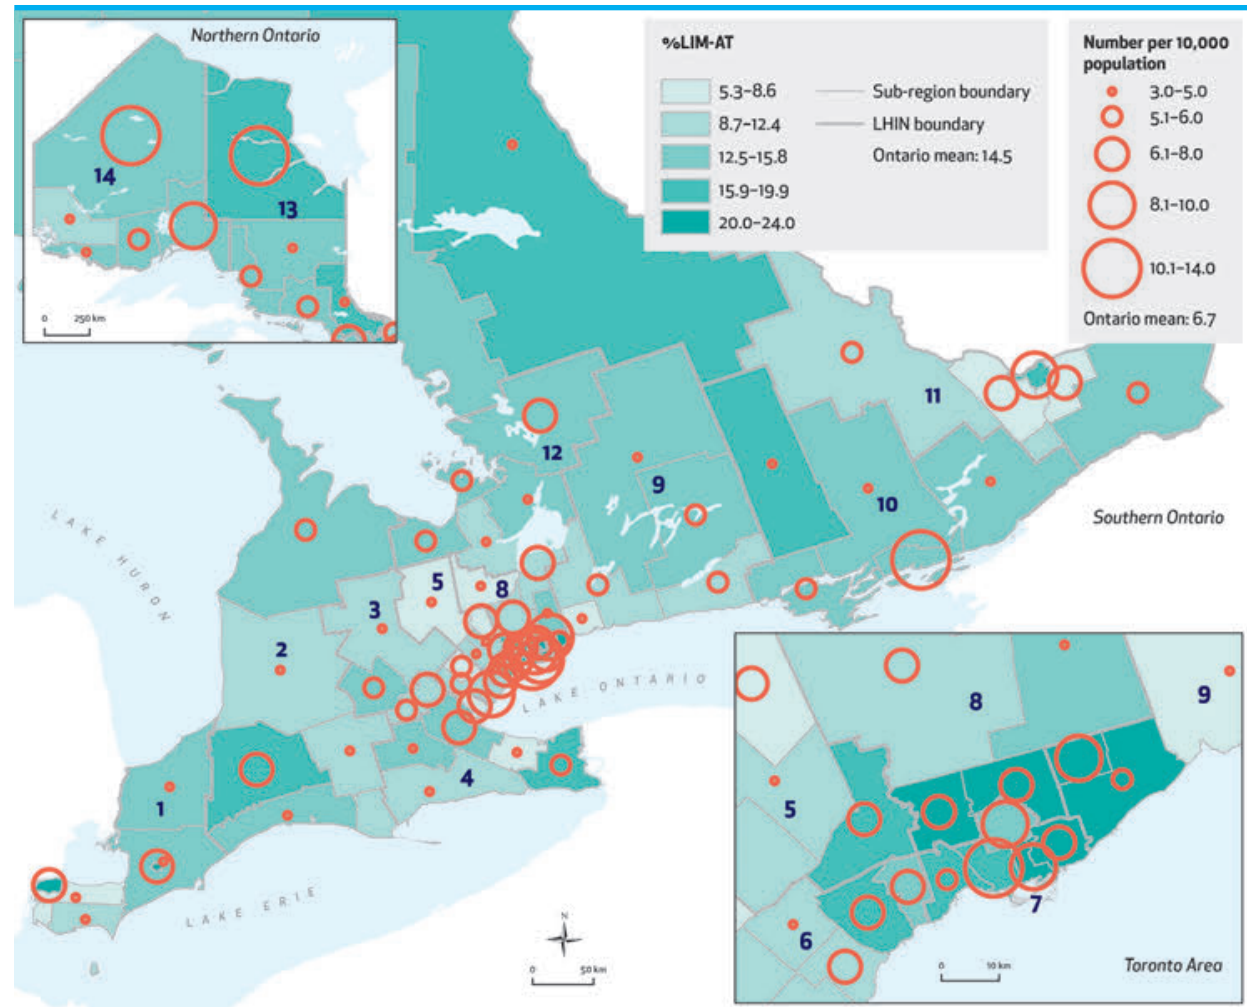 Northern Ontario
14
13
0 250 km
%LIM-AT
5.3–8.6
8.7–12.4
12.5–15.8
15.9–19.9
20.0–24.0
Sub-region boundary
LHIN boundary
Ontario mean: 14.5
Number per 10,000
population
3.0–5.0
5.1–6.0
6.1–8.0
8.1–10.0
10.1–14.0
Ontario mean: 6.7
11
12
9
10
Southern Ontario
LAKE HURON
5
8
3
2
LAKE ONTARIO
4
1
LAKE ERIE
N
0 50 km
8
9
5
7
6
0 10 km
Toronto Area